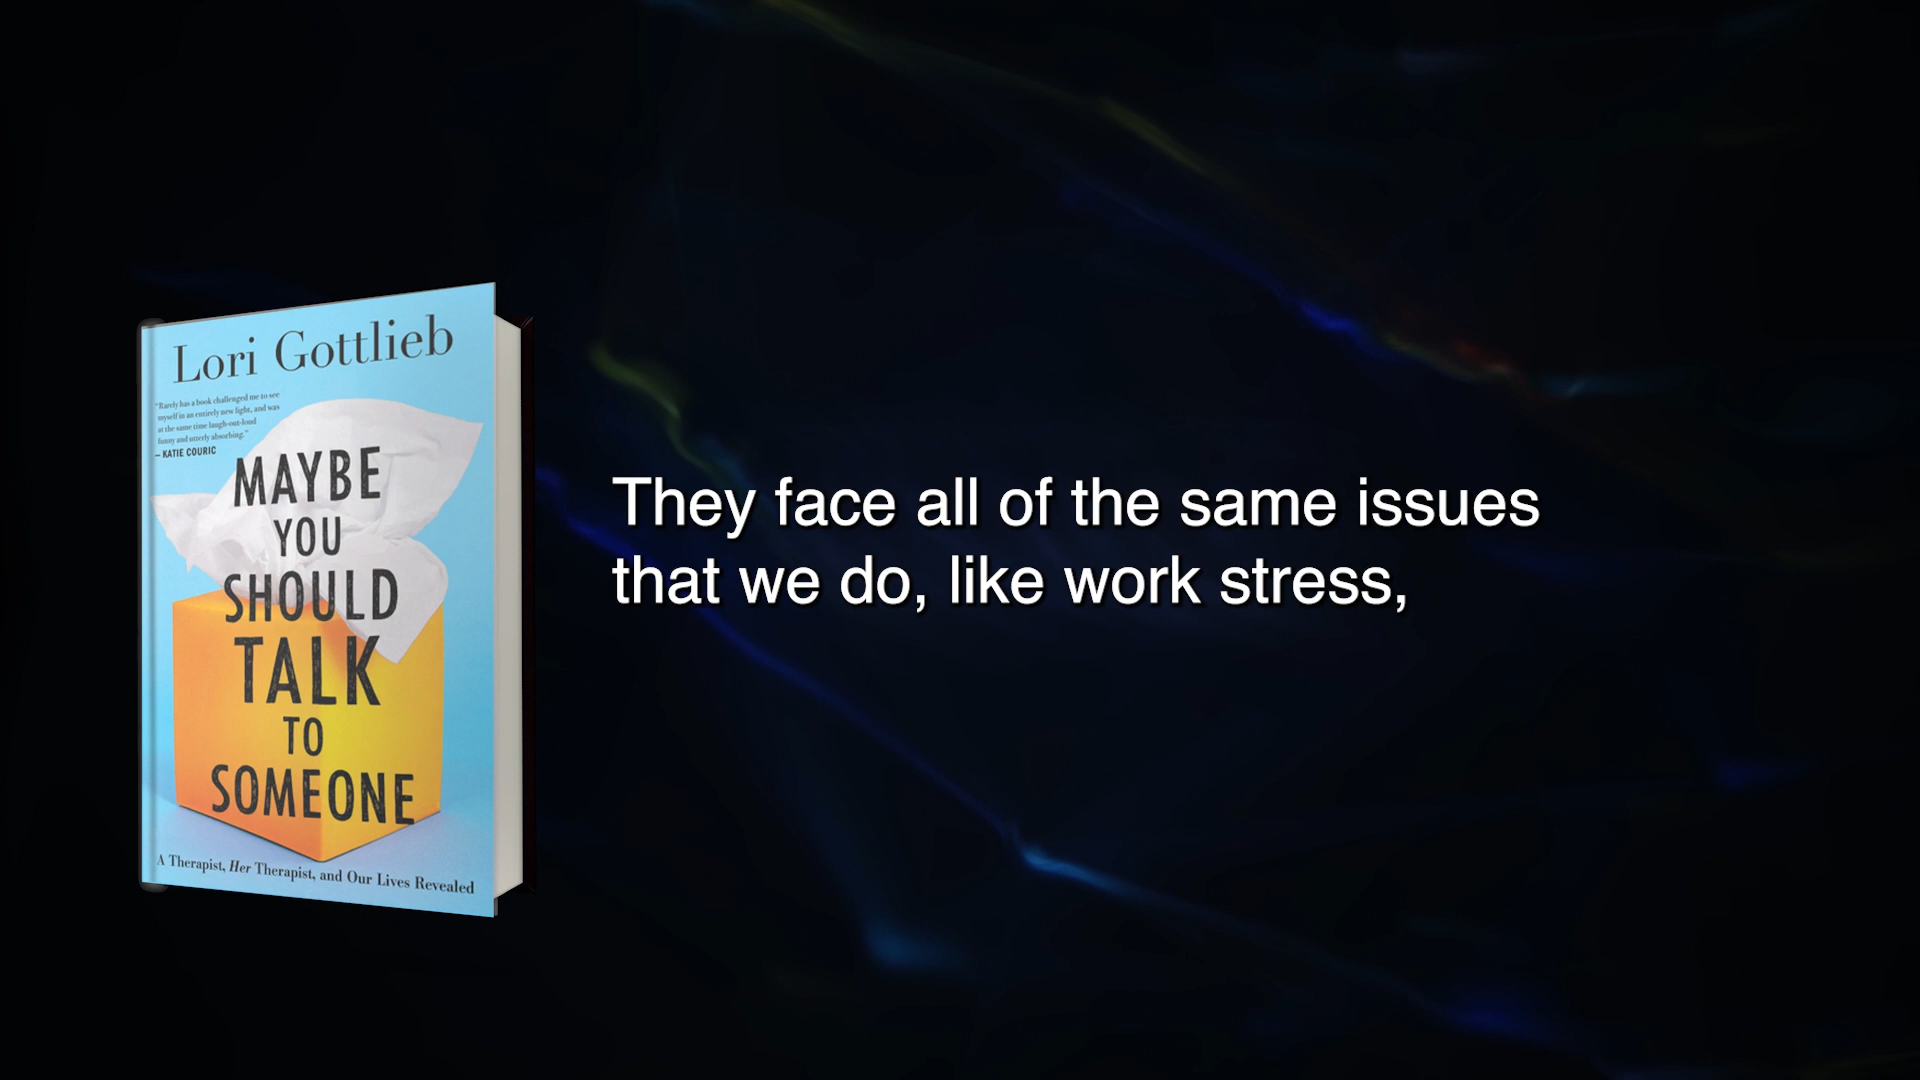 Lori Gottlieb
"Rarely has a book challenged me to see
myself in an entirely new light, and was
at the same time laugh-out-loud
funny and utterly absorbing."
— KATIE COURIC
MAYBE
YOU
SHOULD
TALK
TO
SOMEONE
A Therapist, Her Therapist, and Our Lives Revealed
They face all of the same issues
that we do, like work stress,